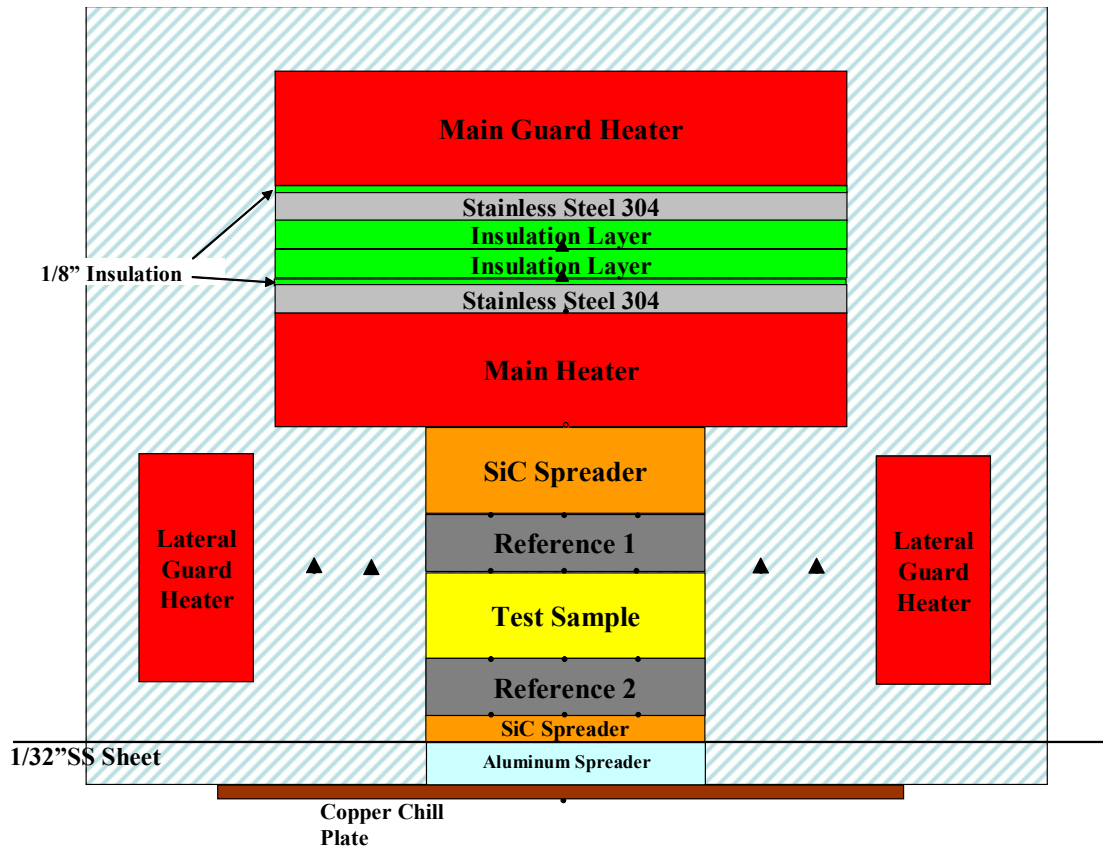 Main Guard Heater
Stainless Steel 304
Insulation Layer
Insulation Layer
1/8” Insulation
Stainless Steel 304
Main Heater
SiC Spreader
Lateral
Guard
Heater
Reference 1
Lateral
Guard
Heater
Test Sample
Reference 2
SiC Spreader
1/32”SS Sheet
Aluminum Spreader
Copper Chill
Plate